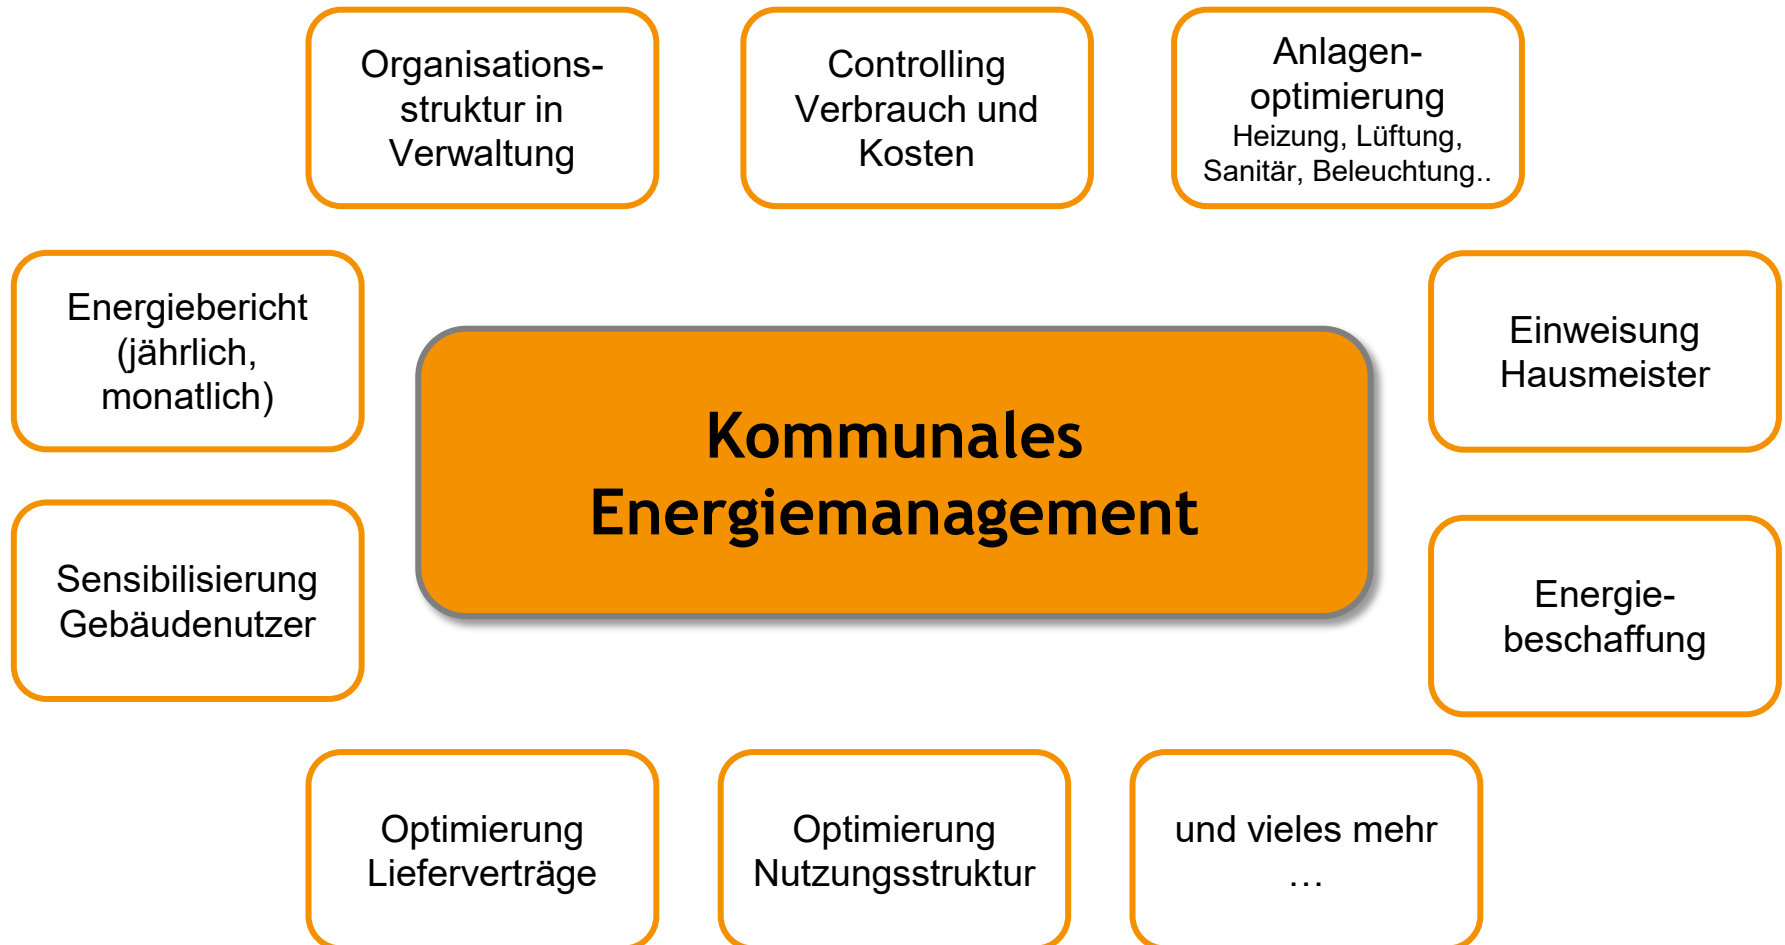 Organisations-
struktur in
Verwaltung
Controlling
Verbrauch und
Kosten
Anlagen-
optimierung
Heizung, Lüftung,
Sanitär, Beleuchtung..
Energiebericht
(jährlich,
monatlich)
Kommunales
Energiemanagement
Einweisung
Hausmeister
Sensibilisierung
Gebäudenutzer
Energie-
beschaffung
Optimierung
Lieferverträge
Optimierung
Nutzungsstruktur
und vieles mehr
…